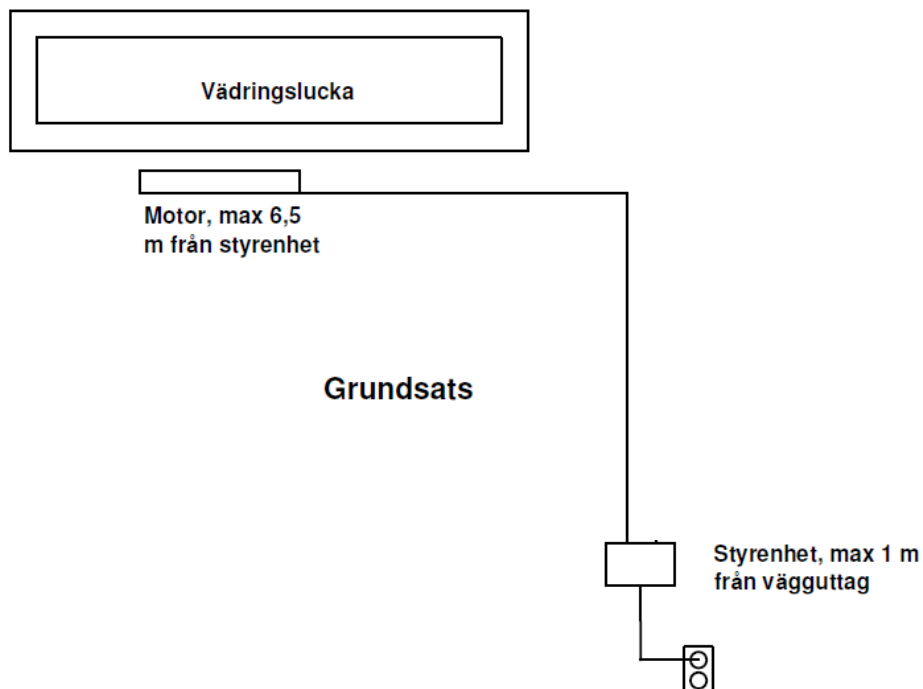 Vädringslucka
Motor, max 6,5
m från styrenhet
Grundsats
Styrenhet, max 1 m
från vägguttag